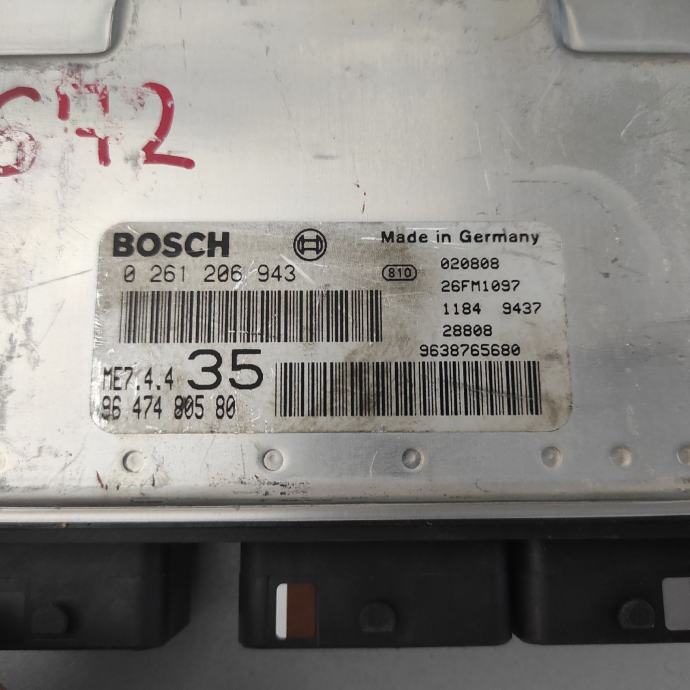 642
BOSCH
Made in Germany
0 261 206 943
810
020808
26FM1097
1184 9437
28808
9638765680
ME7.4.4 35
96 474 805 80